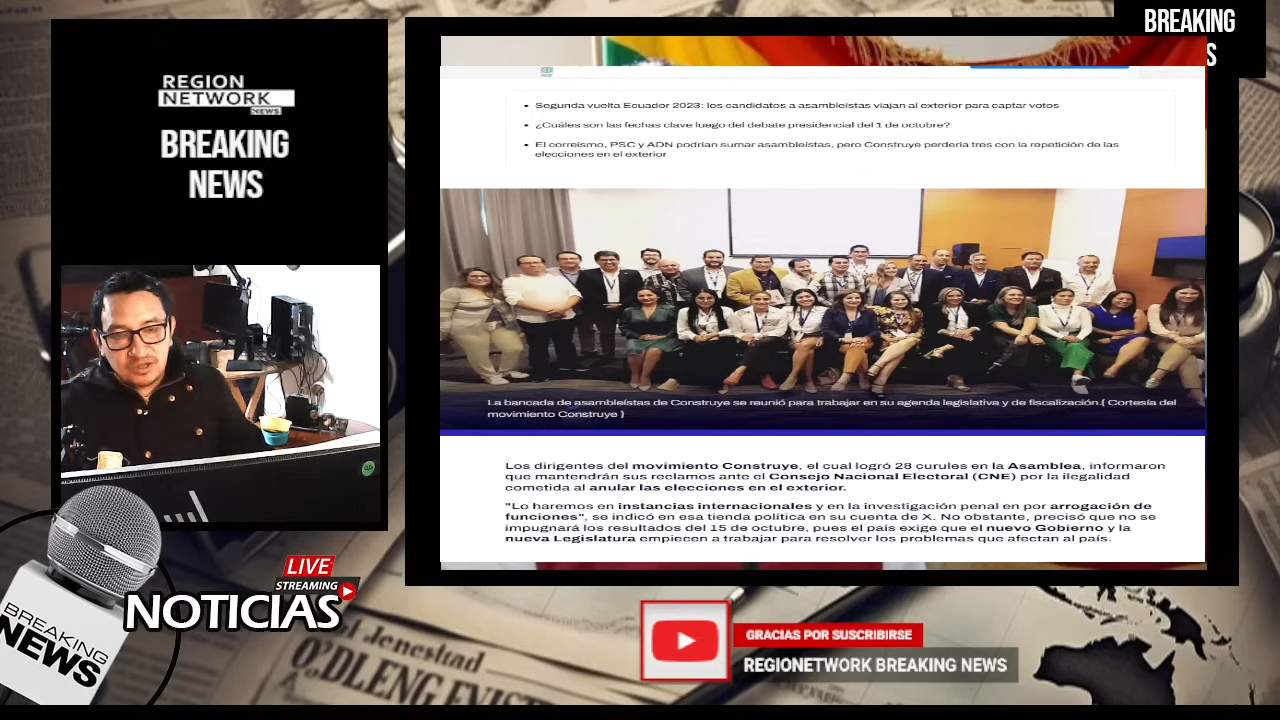 BREAKING
S
REGION
NETWORK
NEWS
BREAKING
NEWS
• Segunda vuelta Ecuador 2023: los candidatos a asambleístas viajan al exterior para captar votos
• ¿Cuáles son las fechas clave luego del debate presidencial del 1 de octubre?
• El correísmo, PSC y ADN podrían sumar asambleístas, pero Construye perdería tres con la repetición de las
elecciones en el exterior
La bancada de asambleístas de Construye se reunió para trabajar en su agenda legislativa y de fiscalización.( Cortesía del
movimiento Construye )
Los dirigentes del movimiento Construye, el cual logró 28 curules en la Asamblea, informaron
que mantendrán sus reclamos ante el Consejo Nacional Electoral (CNE) por la ilegalidad
cometida al anular las elecciones en el exterior.
"Lo haremos en instancias internacionales y en la investigación penal en por arrogación de
funciones", se indicó en esa tienda política en su cuenta de X. No obstante, precisó que no se
impugnará los resultados del 15 de octubre, pues el país exige que el nuevo Gobierno y la
nueva Legislatura empiecen a trabajar para resolver los problemas que afectan al país.
LIVE
STREAMING
NOTICIAS
BREAKING
NEWS
GRACIAS POR SUSCRIBIRSE
REGIONETWORK BREAKING NEWS